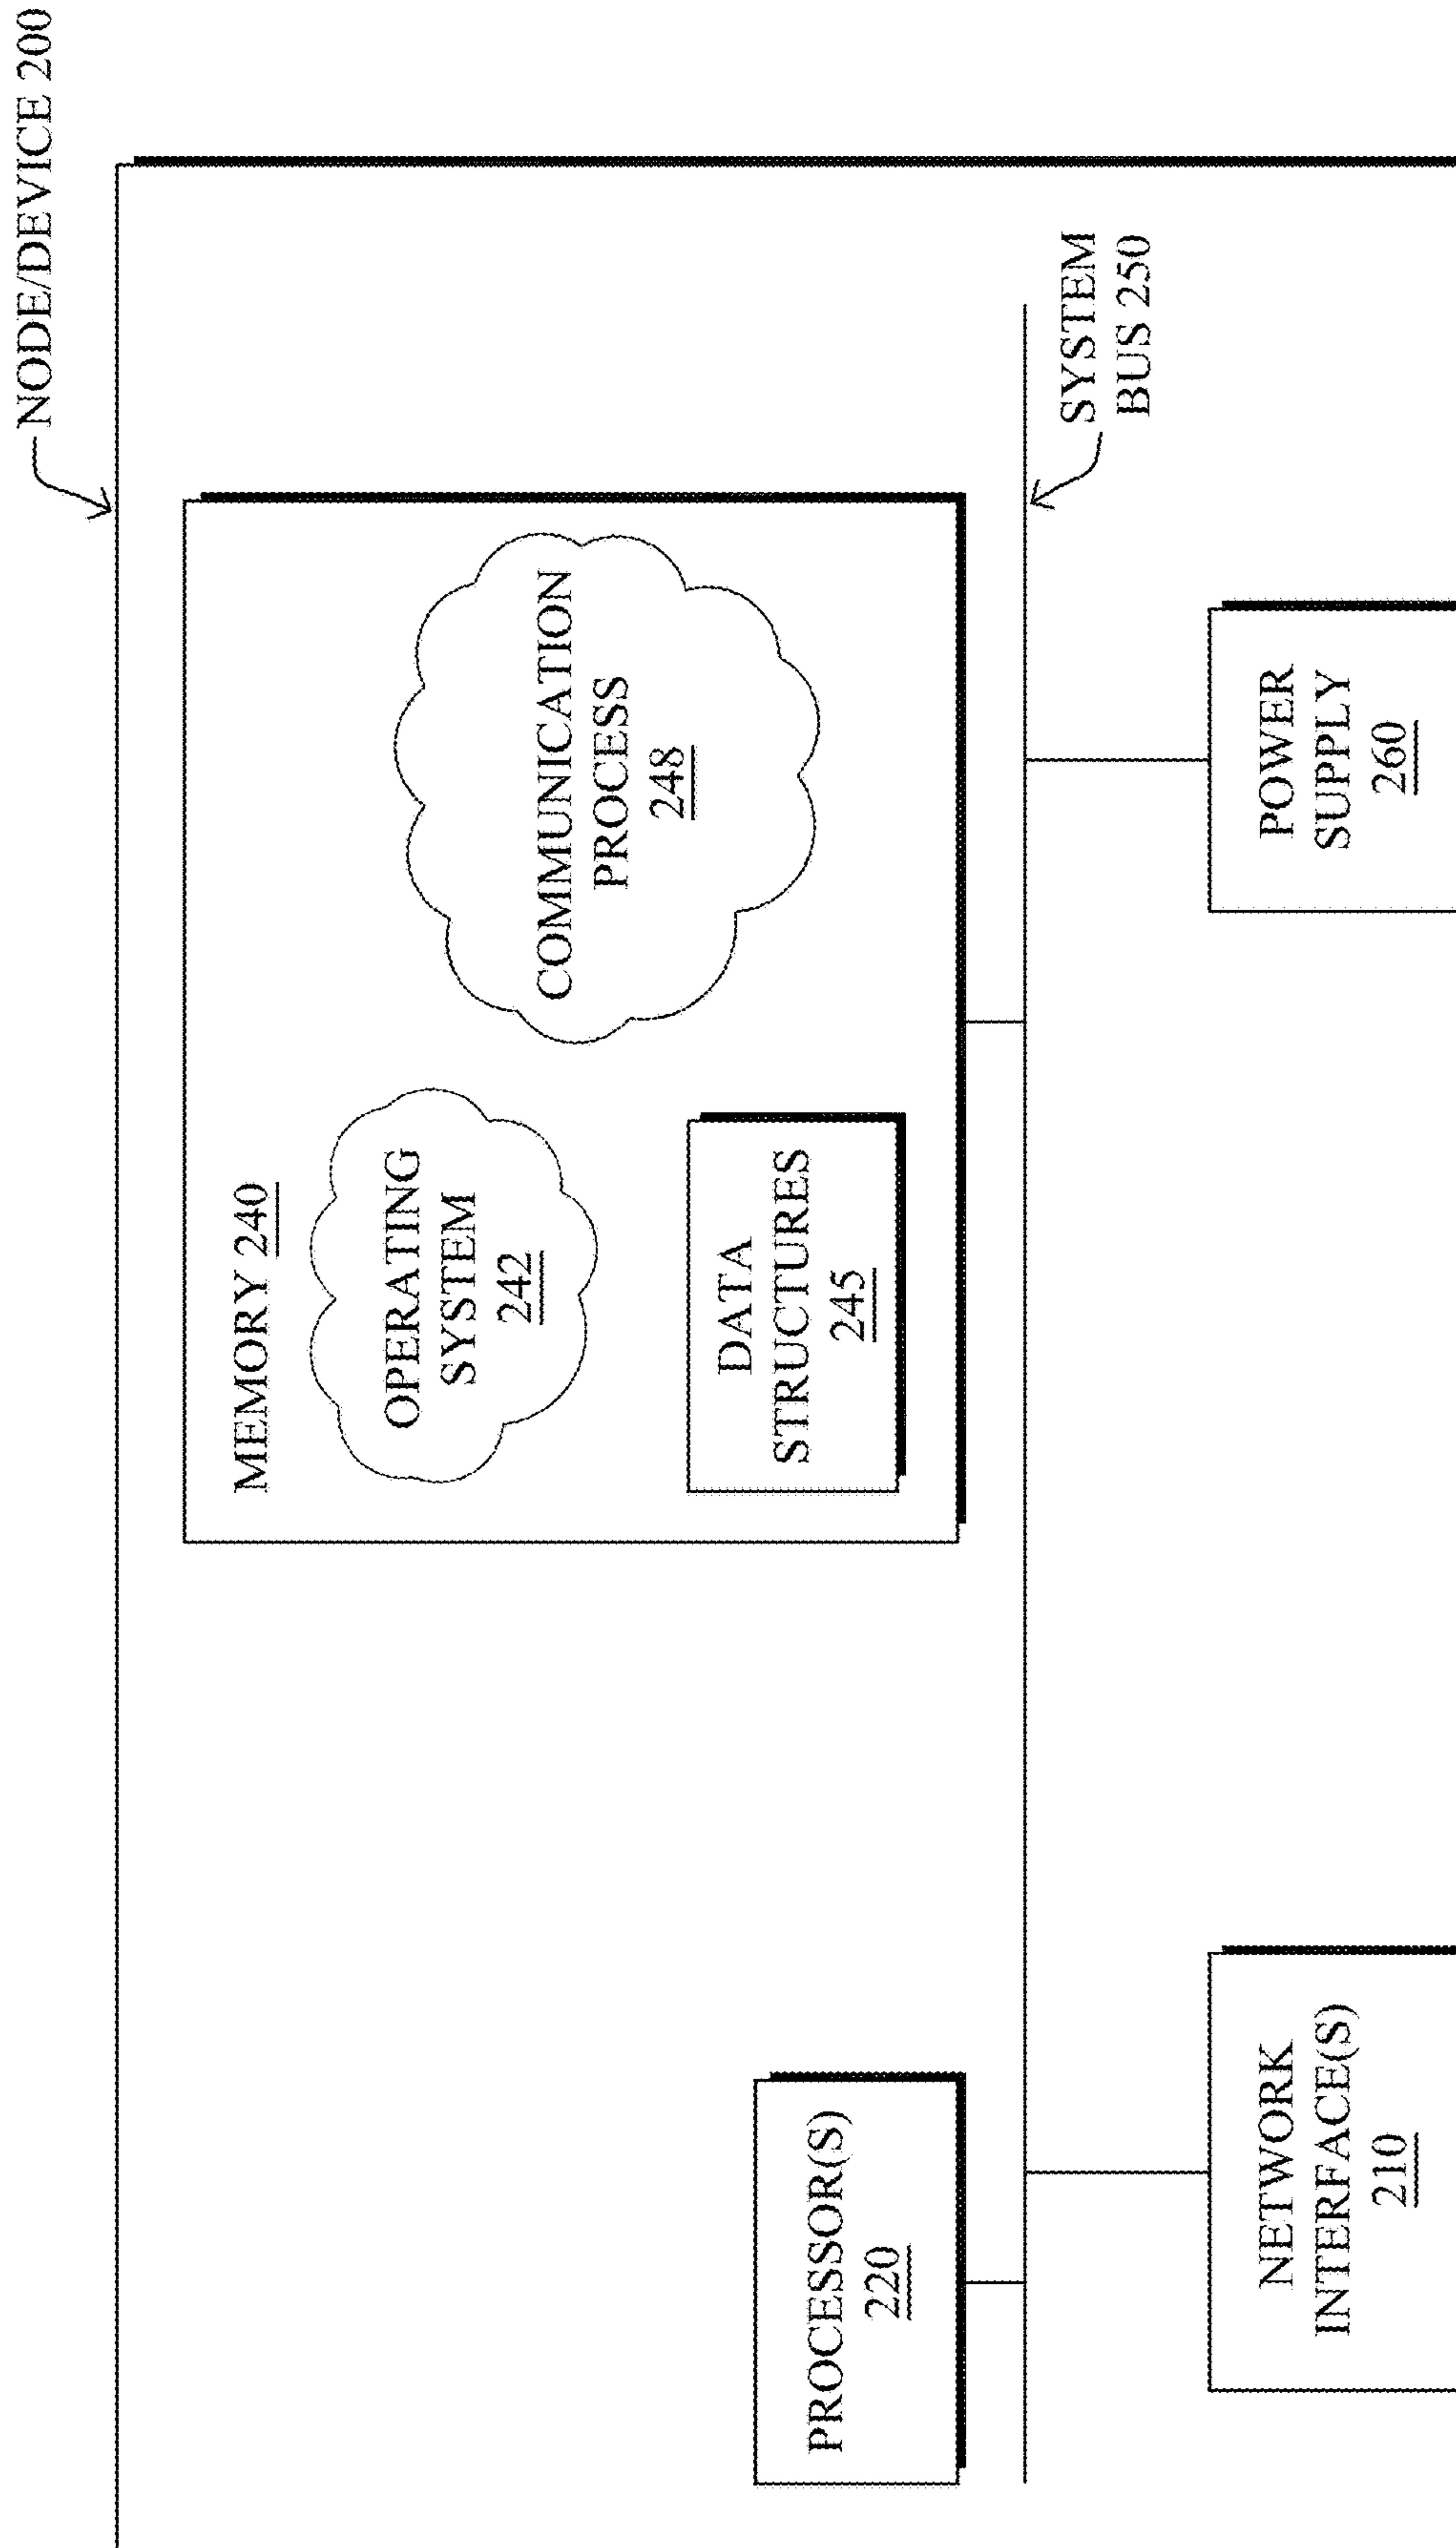 NODE/DEVICE 200
MEMORY 240
OPERATING
SYSTEM
242
DATA
STRUCTURES
245
COMMUNICATION
PROCESS
248
PROCESSOR(S)
220
SYSTEM
BUS 250
NETWORK
INTERFACE(S)
210
POWER
SUPPLY
260